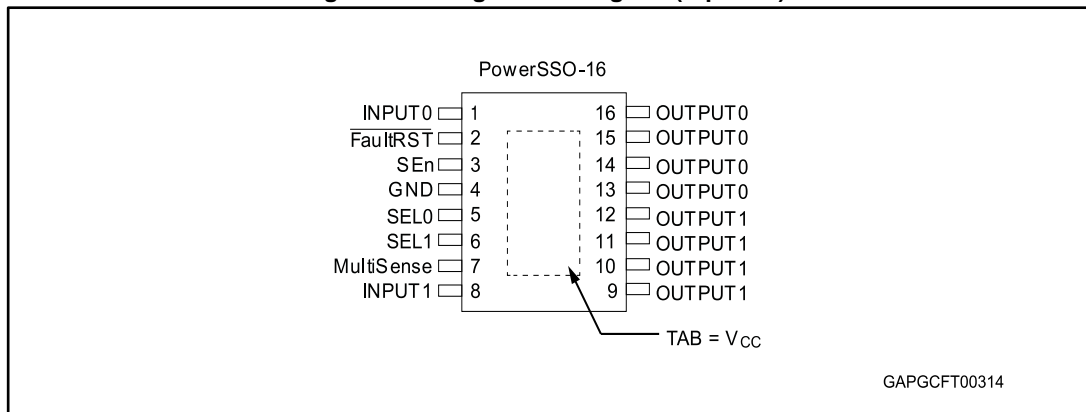 PowerSSO-16
INPUT0 1 16 OUTPUT0
FaultRST 2 15 OUTPUT0
SEn 3 14 OUTPUT0
GND 4 13 OUTPUT0
SEL0 5 12 OUTPUT1
SEL1 6 11 OUTPUT1
MultiSense 7 10 OUTPUT1
INPUT1 8 9 OUTPUT1
TAB = VCC
GAPGCFT00314